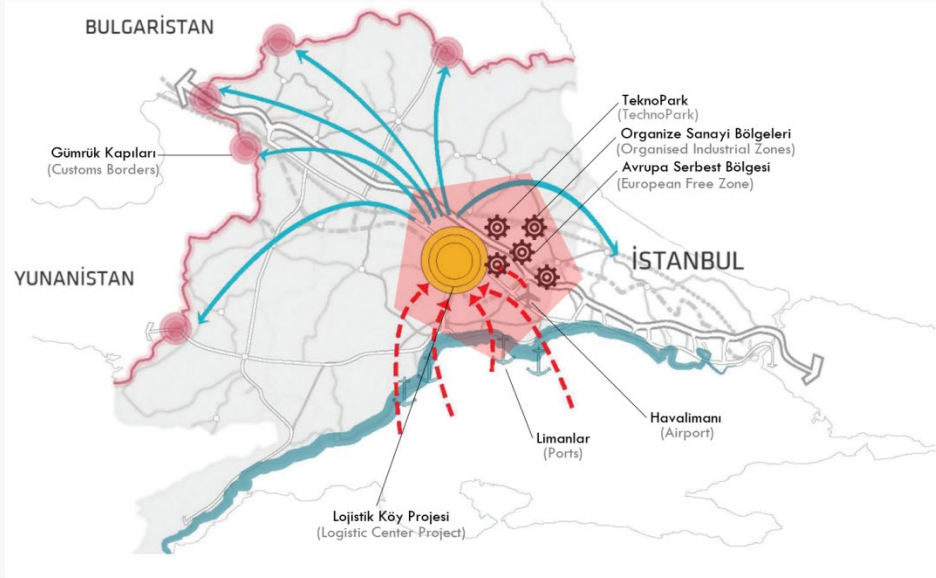 BULGARİSTAN
TeknoPark
(TechnoPark)
Organize Sanayi Bölgeleri
(Organised Industrial Zones)
Avrupa Serbest Bölgesi
(European Free Zone)
Gümrük Kapıları
(Customs Borders)
İSTANBUL
YUNANİSTAN
Havalimanı
(Airport)
Limanlar
(Ports)
Lojistik Köy Projesi
(Logistic Center Project)